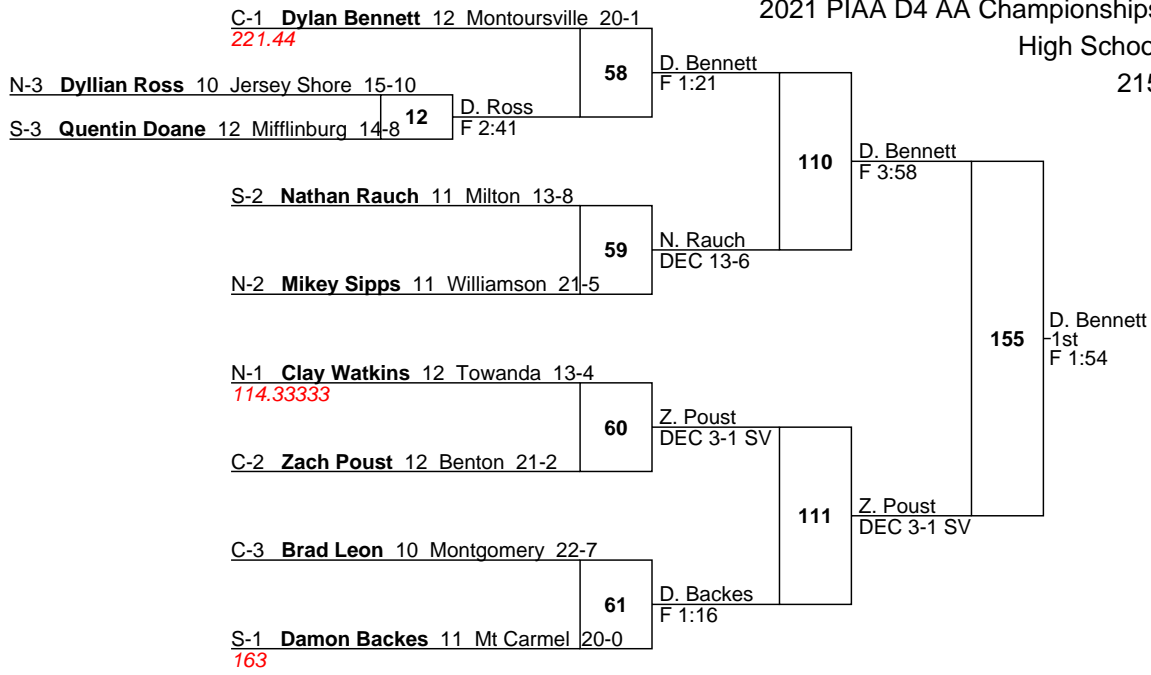 2021 PIAA D4 AA Championships
High School
215
C-1 Dylan Bennett 12 Montoursville 20-1
221.44
N-3 Dyllian Ross 10 Jersey Shore 15-10
S-3 Quentin Doane 12 Mifflinburg 14-8
12
D. Ross
F 2:41
58
D. Bennett
F 1:21
S-2 Nathan Rauch 11 Milton 13-8
N-2 Mikey Sipps 11 Williamson 21-5
59
N. Rauch
DEC 13-6
110
D. Bennett
F 3:58
N-1 Clay Watkins 12 Towanda 13-4
114.33333
C-2 Zach Poust 12 Benton 21-2
60
Z. Poust
DEC 3-1 SV
C-3 Brad Leon 10 Montgomery 22-7
S-1 Damon Backes 11 Mt Carmel 20-0
163
61
D. Backes
F 1:16
111
Z. Poust
DEC 3-1 SV
155
D. Bennett
1st
F 1:54